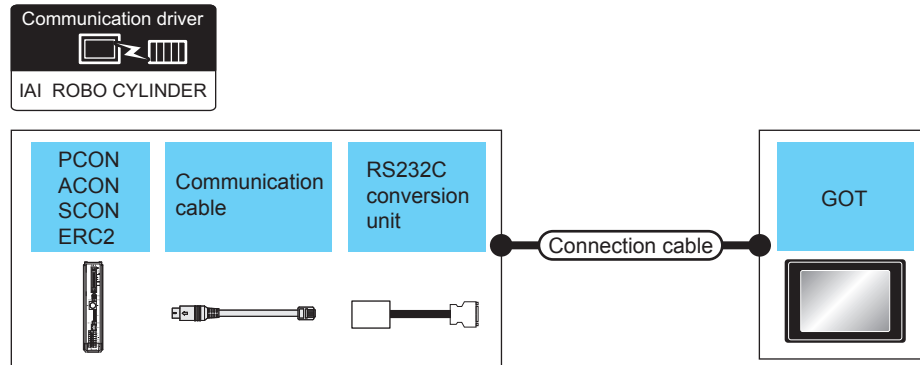 Communication driver
IAI ROBO CYLINDER
PCON
ACON
SCON
ERC2
Communication
cable
RS232C
conversion
unit
Connection cable
GOT